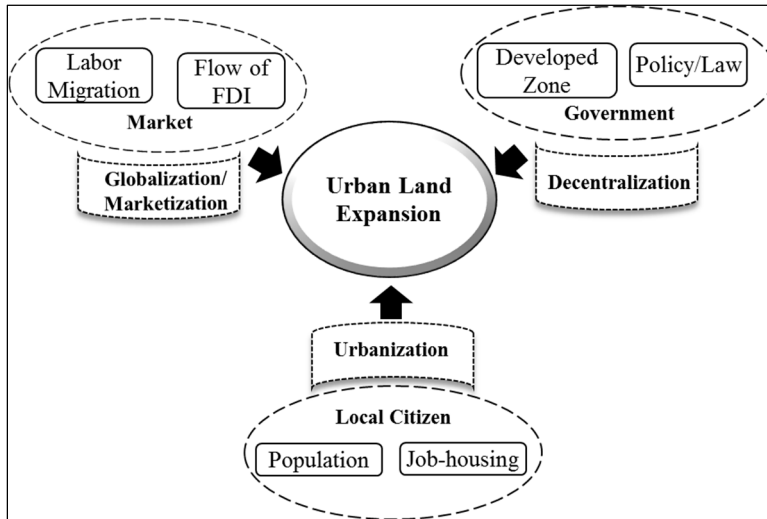 Labor
Migration
Flow of
FDI
Market
Globalization/
Marketization
Developed
Zone
Policy/Law
Government
Decentralization
Urban Land
Expansion
Urbanization
Local Citizen
Population
Job-housing